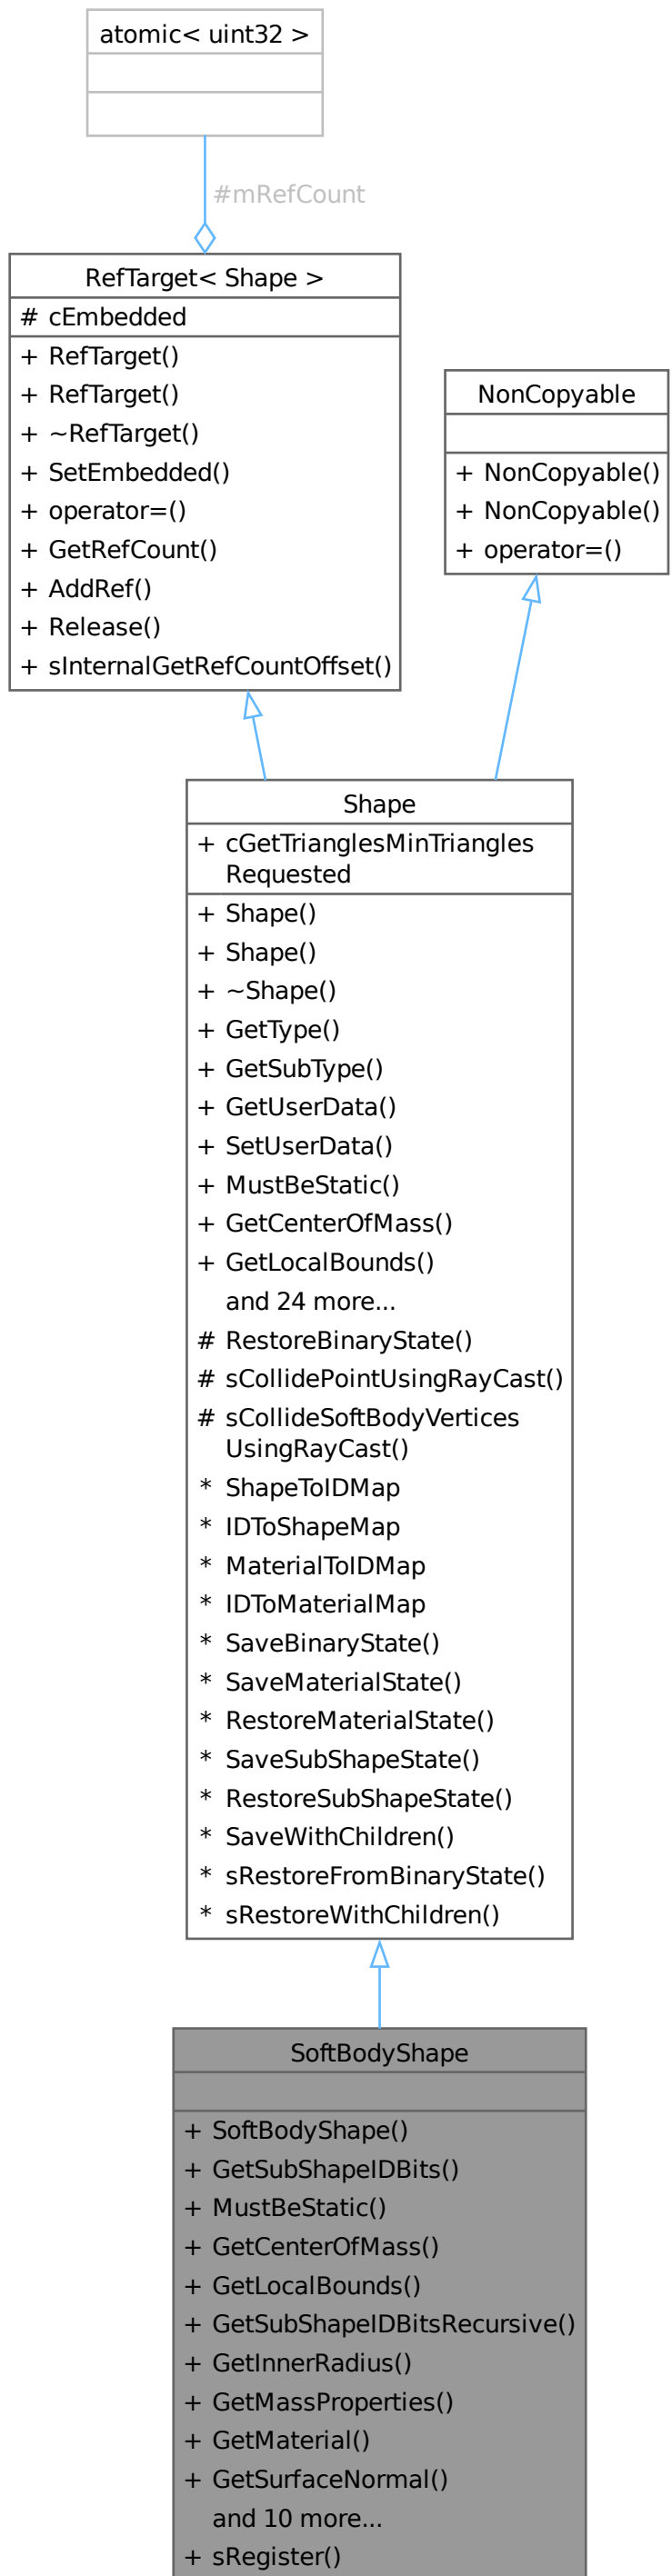 atomic< uint32 >
#mRefCount
RefTarget< Shape >
# cEmbedded
+ RefTarget()
+ RefTarget()
+ ~RefTarget()
+ SetEmbedded()
+ operator=()
+ GetRefCount()
+ AddRef()
+ Release()
+ sInternalGetRefCountOffset()
NonCopyable
+ NonCopyable()
+ NonCopyable()
+ operator=()
Shape
+ cGetTrianglesMinTriangles
Requested
+ Shape()
+ Shape()
+ ~Shape()
+ GetType()
+ GetSubType()
+ GetUserData()
+ SetUserData()
+ MustBeStatic()
+ GetCenterOfMass()
+ GetLocalBounds()
and 24 more...
# RestoreBinaryState()
# sCollidePointUsingRayCast()
# sCollideSoftBodyVertices
UsingRayCast()
* ShapeToIDMap
* IDToShapeMap
* MaterialToIDMap
* IDToMaterialMap
* SaveBinaryState()
* SaveMaterialState()
* RestoreMaterialState()
* SaveSubShapeState()
* RestoreSubShapeState()
* SaveWithChildren()
* sRestoreFromBinaryState()
* sRestoreWithChildren()
SoftBodyShape
+ SoftBodyShape()
+ GetSubShapeIDBits()
+ MustBeStatic()
+ GetCenterOfMass()
+ GetLocalBounds()
+ GetSubShapeIDBitsRecursive()
+ GetInnerRadius()
+ GetMassProperties()
+ GetMaterial()
+ GetSurfaceNormal()
and 10 more...
+ sRegister()